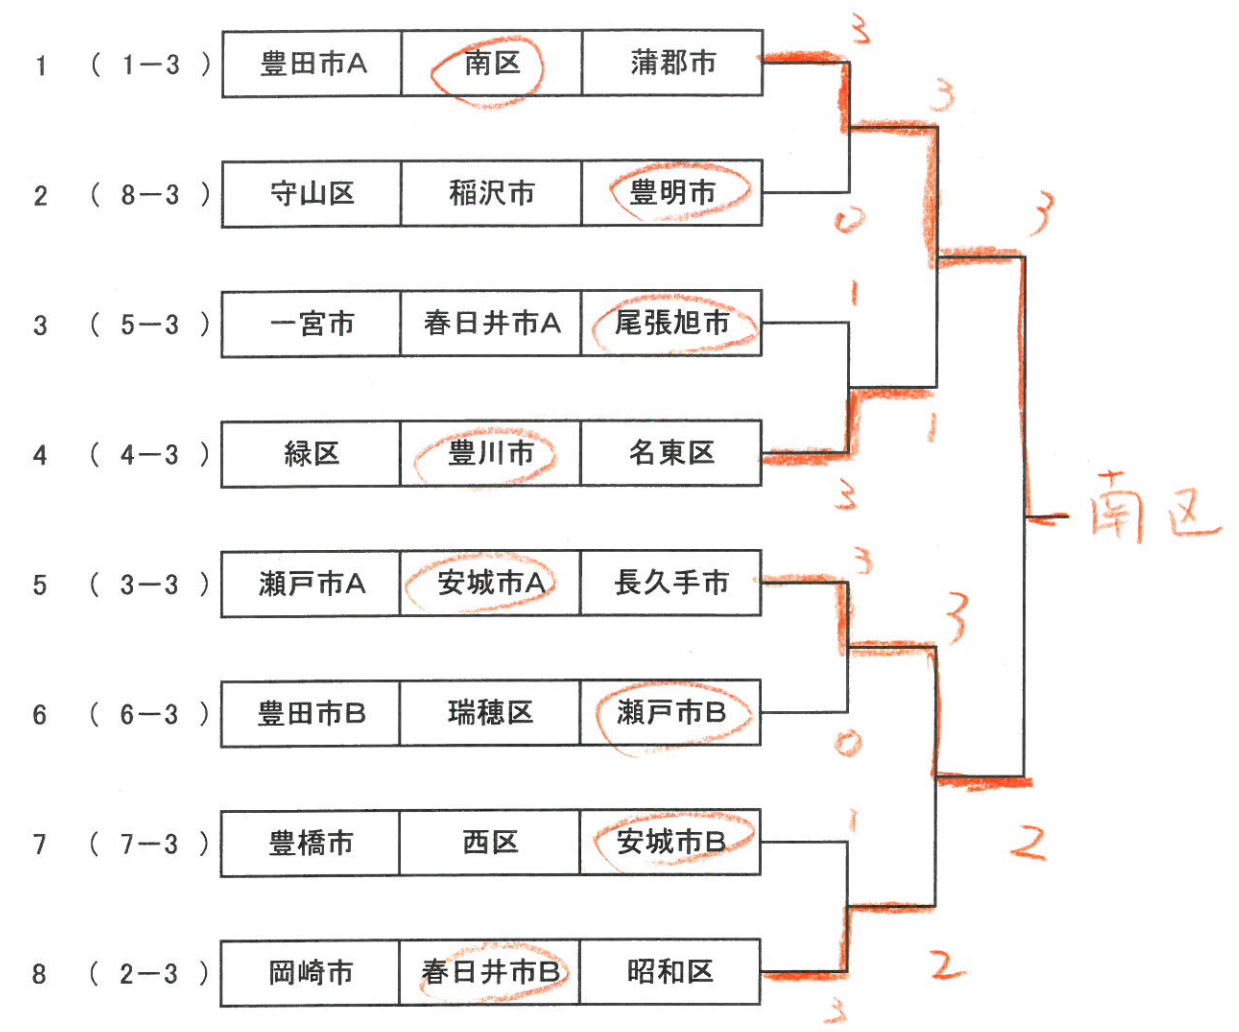 3
1 ( 1-3 ) 豊田市A 南区 蒲郡市
3
2 ( 8-3 ) 守山区 稲沢市 豊明市
0 3
1
3 ( 5-3 ) 一宮市 春日井市A 尾張旭市
1
4 ( 4-3 ) 緑区 豊川市 名東区
3
南区
3
5 ( 3-3 ) 瀬戸市A 安城市A 長久手市
3
6 ( 6-3 ) 豊田市B 瑞穂区 瀬戸市B
0
1
7 ( 7-3 ) 豊橋市 西区 安城市B
2
8 ( 2-3 ) 岡崎市 春日井市B 昭和区
2
3